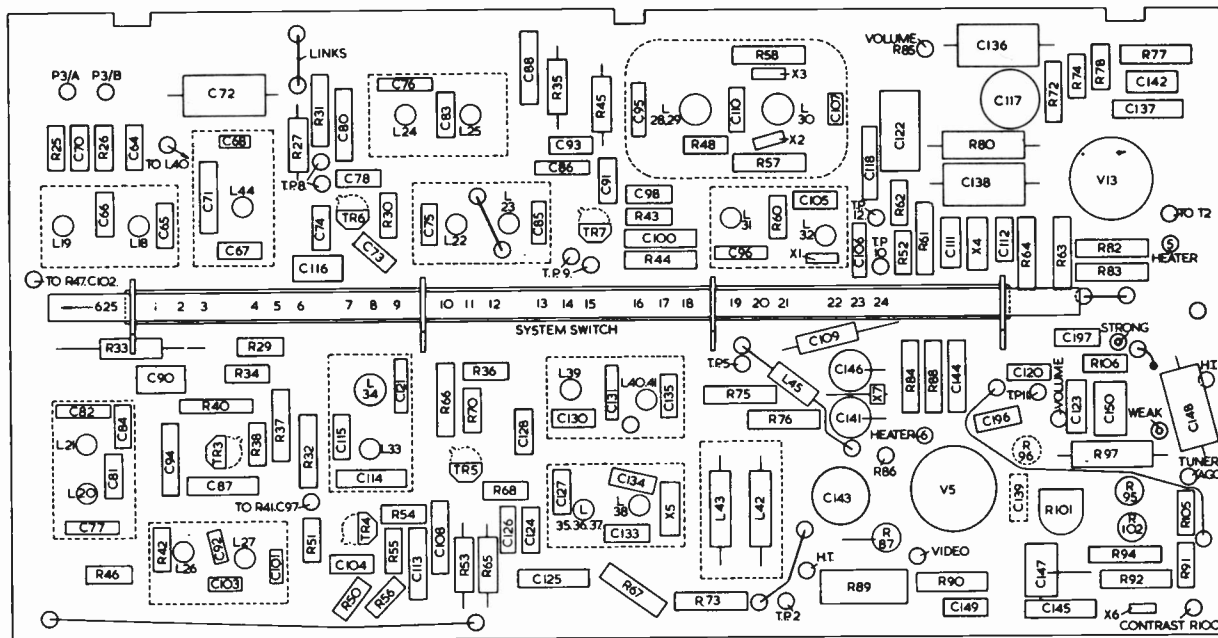 LINKS
VOLUME R85
C136
R58
X3
C88
R35
R45
C76
C72
P3/A P3/B
R31
C80
R27
C83
L24
L25
C95
L 28,29
C110
L 30
C107
X2
R48
R57
C93
C86
C91
C117
R72
R74
R78
R77
C142
C137
C122
C118
R80
C138
V13
R25
C70
R26
C64
TO L40
C68
C71
L44
C67
T.P.8
C78
TR6
R30
C74
C73
C116
L19
C66
L18
C65
C75
L22
L 23
C85
TR7
T.P.9.
C98
R43
C100
R44
L 31
R60
C105
L 32
C96
X1
T.P. 12
R62
C106
T.P. 10
R52
R61
C111
X4
C112
R64
R63
R82
R83
TO T2
5
HEATER
TO R47.C102.
625 1 2 3 4 5 6 7 8 9 10 11 12 13 14 15 16 17 18 19 20 21 22 23 24
SYSTEM SWITCH
R33
R29
C90
R34
R40
C82
C84
L21
C81
L20
C77
C94
TR3
R38
R37
R32
C87
TO R41.C97
L 34
C121
C115
L33
C114
R66
R36
R70
TR5
C128
L39
C131
L40.41
C135
C130
T.P.5
L45
C109
C146
X7
C141
R75
R76
R84
R88
C144
HEATER 6
R86
C197
STRONG
R106
C120
T.P.11
VOLUME
C123
C150
WEAK
C148
H.T.
C196
R 96
R97
TUNER AGC
R42
C92
L26
L27
C103
C101
R46
R51
TR4
R54
C104
R55
C113
C108
R50
R56
R53
R65
R68
C126
C124
C125
C127
L 35.36.37
C134
L 38
C133
X5
R67
L43
L42
R73
T.P.2
H.T.
C143
V5
R 87
VIDEO
R89
R90
C149
C139
R101
R 95
R 102
R105
R94
R92
R91
C147
C145
X6
CONTRAST R100